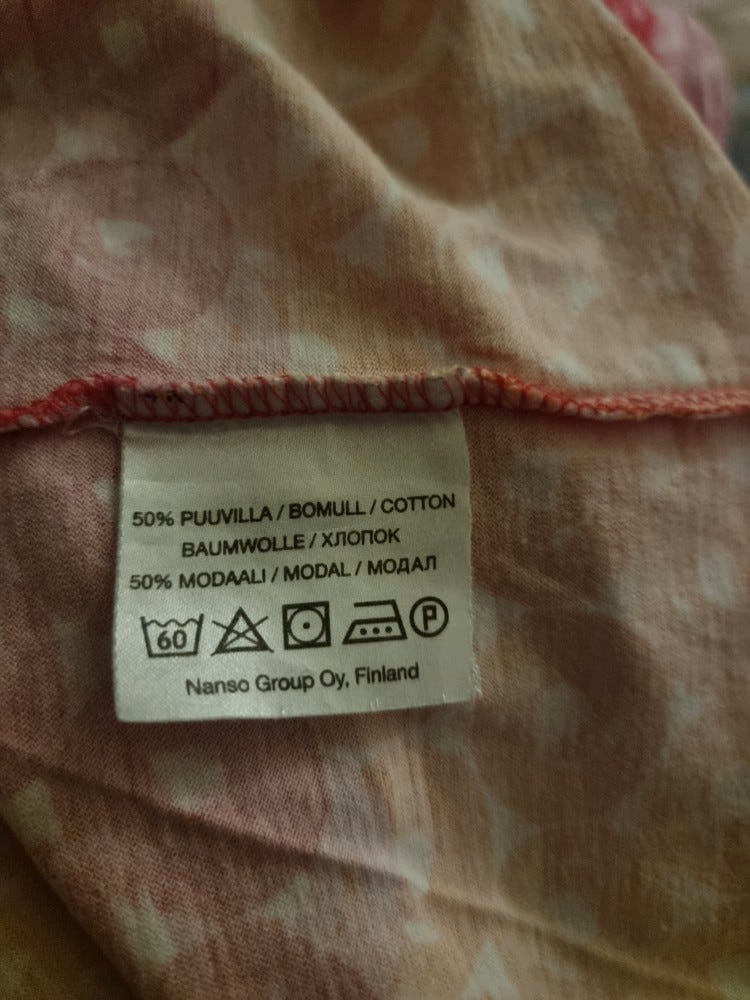 50% PUUVILLA / BOMULL / COTTON
BAUMWOLLE / ХЛОПОК
50% MODAALI / MODAL / МОДАЛ
60 P
Nanso Group Oy, Finland